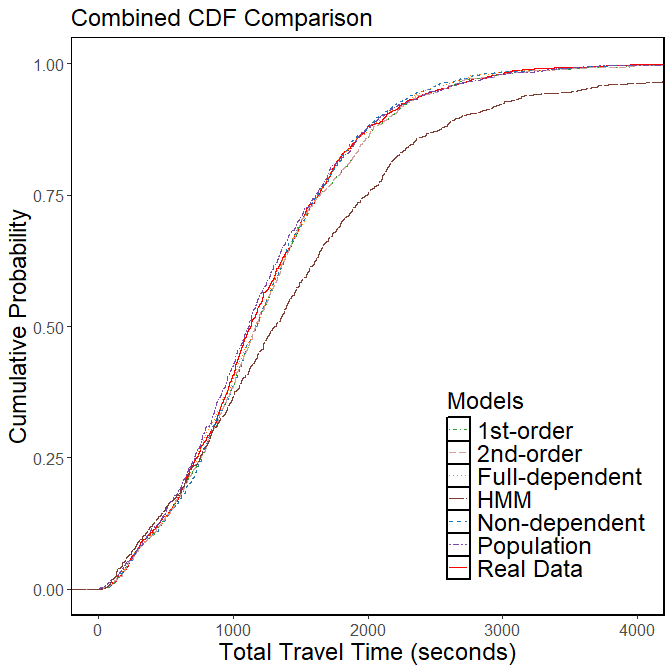 Combined CDF Comparison
1.00
0.75
0.50
0.25
0.00
Cumulative Probability
Models
1st-order
2nd-order
Full-dependent
HMM
Non-dependent
Population
Real Data
0 1000 2000 3000 4000
Total Travel Time (seconds)